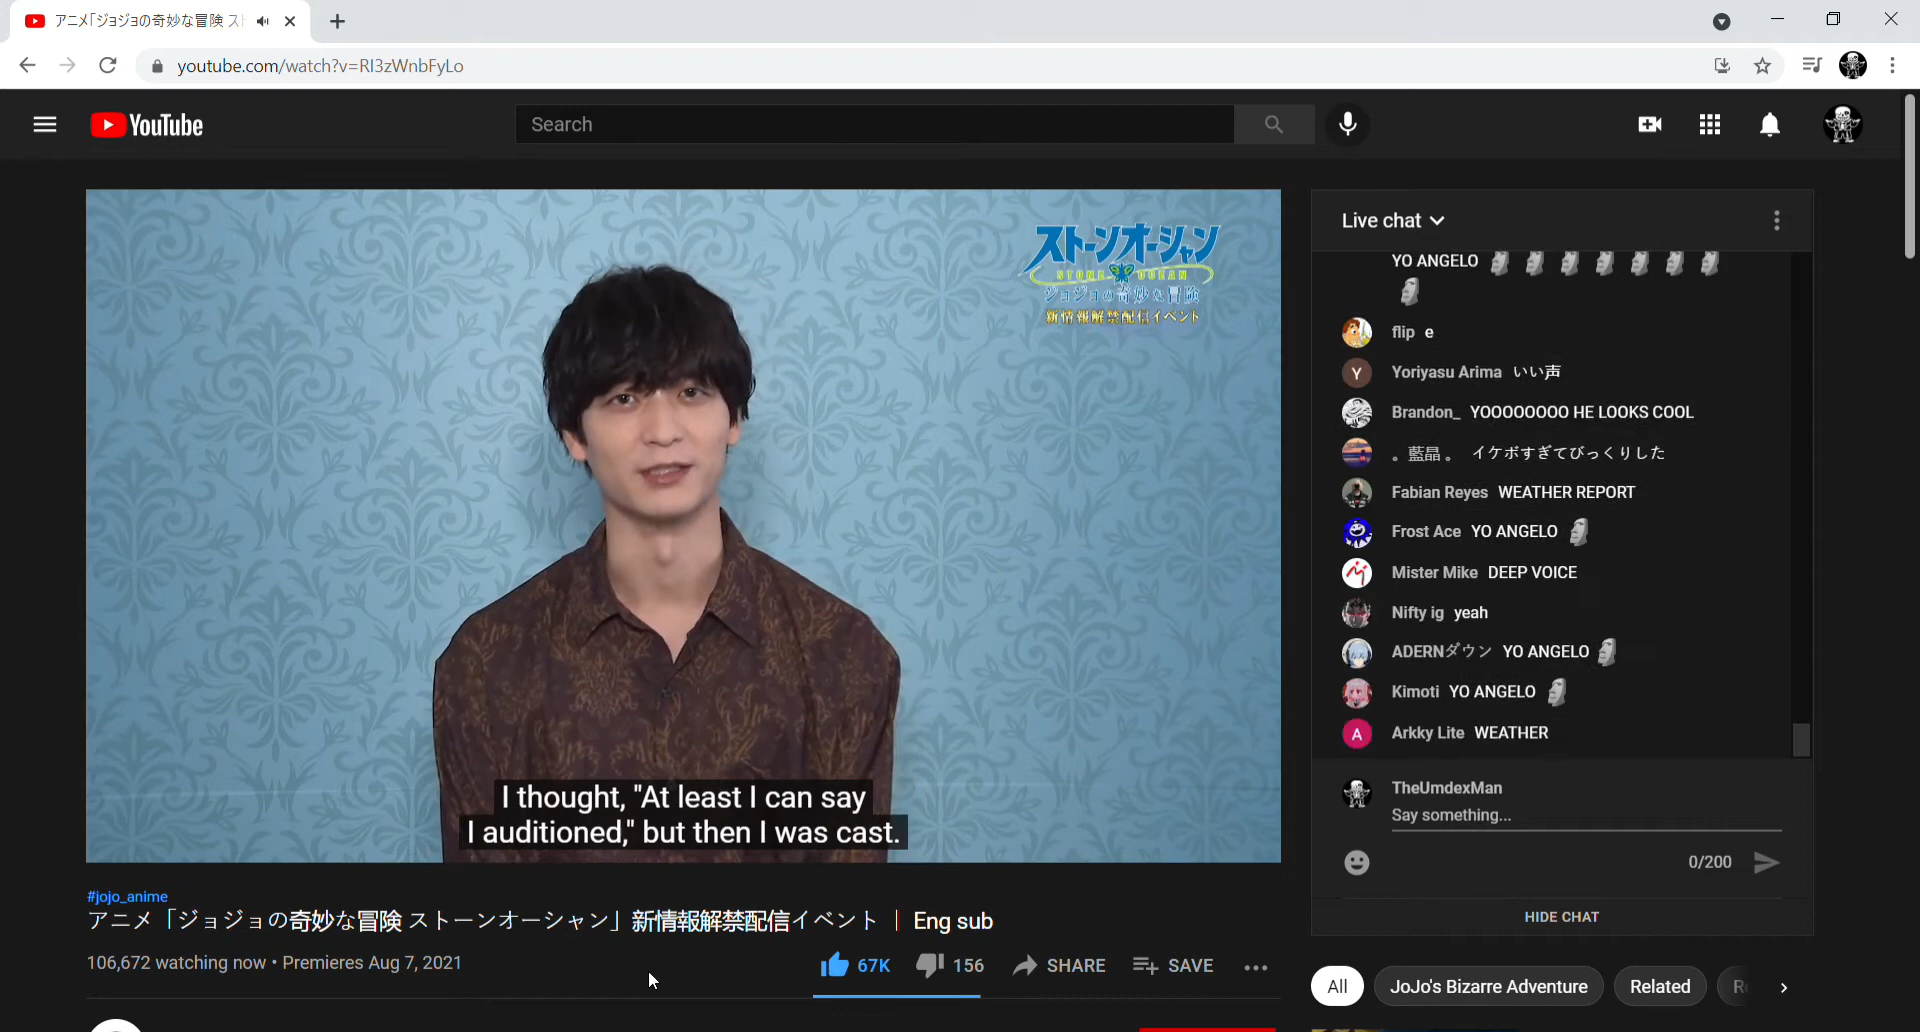 アニメ「ジョジョの奇妙な冒険 ス
youtube.com/watch?v=RI3zWnbFyLo
YouTube
Search
ストーンオーシャン
STONE OCEAN
ジョジョの奇妙な冒険
新情報解禁配信イベント
I thought, "At least I can say
I auditioned," but then I was cast.
Live chat
YO ANGELO
flip e
Y Yoriyasu Arima いい声
Brandon_ YOOOOOOOO HE LOOKS COOL
。藍晶 。 イケボすぎてびっくりした
Fabian Reyes WEATHER REPORT
Frost Ace YO ANGELO
Mister Mike DEEP VOICE
Nifty ig yeah
ADERNダウン YO ANGELO
Kimoti YO ANGELO
A Arkky Lite WEATHER
TheUmdexMan
Say something...
0/200
HIDE CHAT
#jojo_anime
アニメ「ジョジョの奇妙な冒険 ストーンオーシャン」新情報解禁配信イベント ｜ Eng sub
106,672 watching now • Premieres Aug 7, 2021
67K 156 SHARE SAVE
All JoJo's Bizarre Adventure Related